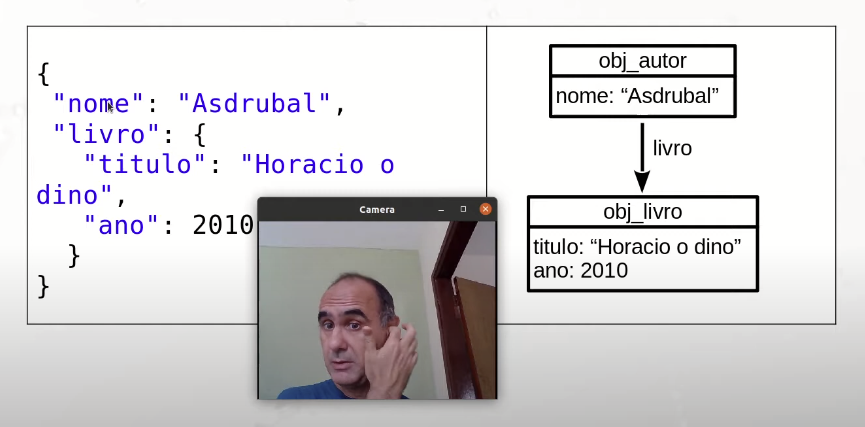 {
"nome": "Asdrubal",
"livro": {
"titulo": "Horacio o
dino",
"ano": 2010
}
}
Camera
obj_autor
nome: “Asdrubal”
livro
obj_livro
titulo: “Horacio o dino”
ano: 2010